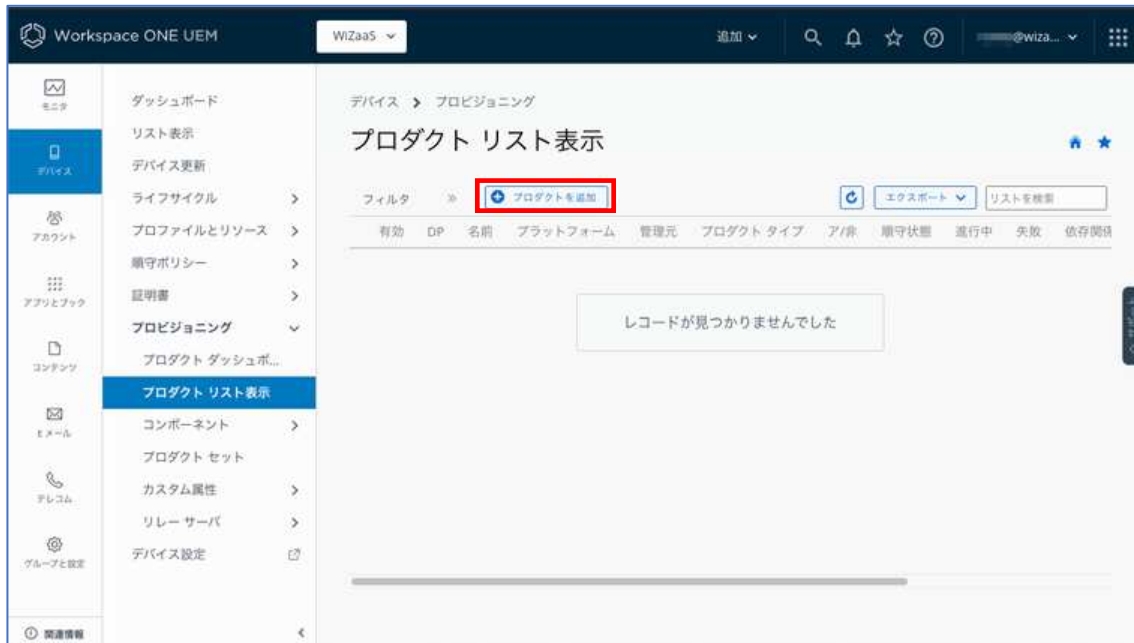 Workspace ONE UEM
WiZaaS
追加
@wiza...
モニタ
デバイス
アカウント
アプリとブック
コンテンツ
Eメール
テレコム
グループと設定
関連情報
ダッシュボード
リスト表示
デバイス更新
ライフサイクル
プロファイルとリソース
順守ポリシー
証明書
プロビジョニング
プロダクト ダッシュボ...
プロダクト リスト表示
コンポーネント
プロダクト セット
カスタム属性
リレー サーバ
デバイス設定
デバイス > プロビジョニング
プロダクト リスト表示
フィルタ » プロダクトを追加 エクスポート リストを検索
有効 DP 名前 プラットフォーム 管理元 プロダクト タイプ ア/非 順守状態 進行中 失敗 依存関係
レコードが見つかりませんでした